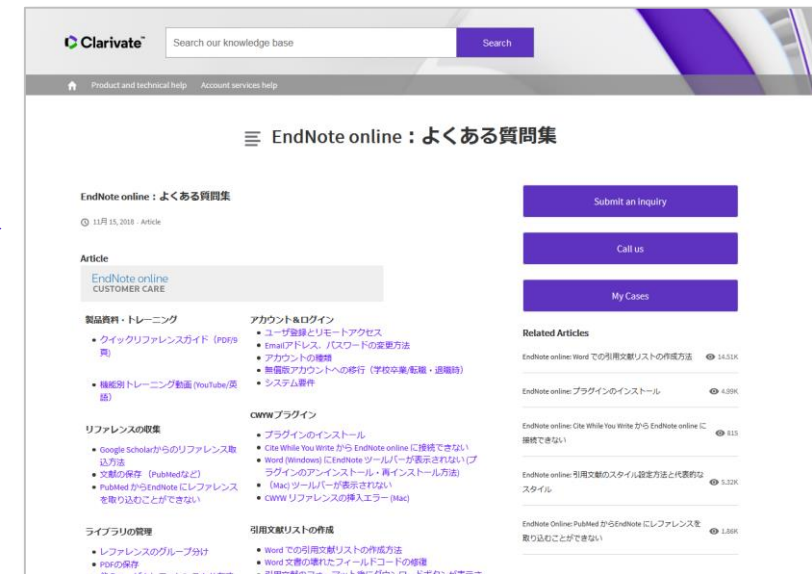 Clarivate™
Search our knowledge base
Search
Product and technical help
Account services help
EndNote online：よくある質問集
EndNote online：よくある質問集
11月 15, 2018 - Article
Article
EndNote online
CUSTOMER CARE
製品資料・トレーニング
クイックリファレンスガイド（PDF/9
頁）
機能別トレーニング動画 (YouTube/英
語）
リファレンスの収集
Google Scholarからのリファレンス取
込方法
文献の保存 （PubMedなど）
PubMed からEndNote にレファレンス
を取り込むことができない
ライブラリの管理
レファレンスのグループ分け
PDFの保存
アカウント&ログイン
ユーザ登録とリモートアクセス
Emailアドレス、パスワードの変更方法
アカウントの種類
無償版アカウントへの移行（学校卒業/転職・退職時）
システム要件
CWYWプラグイン
プラグインのインストール
Cite While You Write から EndNote online に接続できない
Word (Windows) にEndNote ツールバーが表示されない (プ
ラグインのアンインストール・再インストール方法)
（Mac) ツールバーが表示されない
CWYW リファレンスの挿入エラー (Mac)
引用文献リストの作成
Word での引用文献リストの作成方法
Word 文書の壊れたフィールドコードの修復
Submit an inquiry
Call us
My Cases
Related Articles
EndNote online: Word での引用文献リストの作成方法 14.51K
EndNote online: プラグインのインストール 4.99K
EndNote online: Cite While You Write から EndNote online に
接続できない 815
EndNote online: 引用文献のスタイル設定方法と代表的な
スタイル 5.32K
EndNote Online: PubMed からEndNote にレファレンスを
取り込むことができない 1.86K